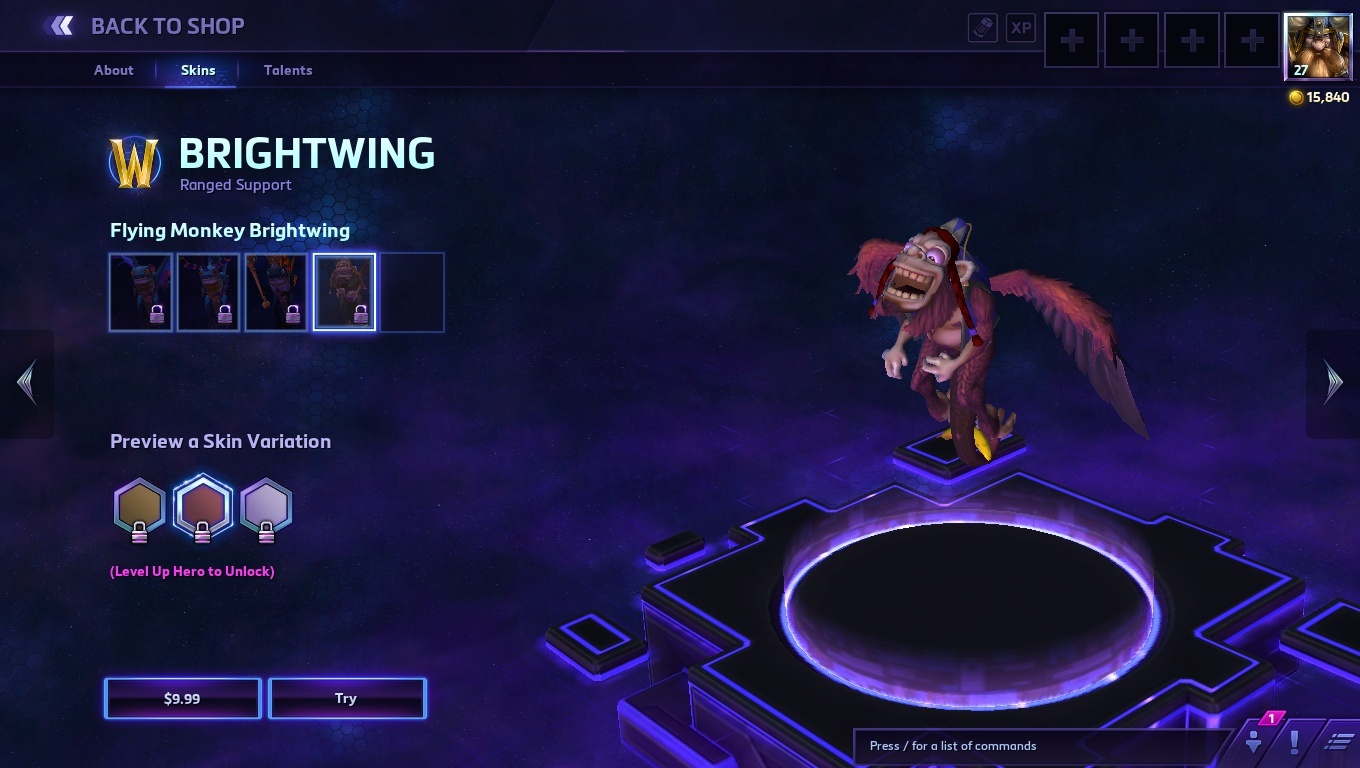 BACK TO SHOP
XP
About
Skins
Talents
27
15,840
W
BRIGHTWING
Ranged Support
Flying Monkey Brightwing
Preview a Skin Variation
(Level Up Hero to Unlock)
$9.99
Try
1
Press / for a list of commands
!